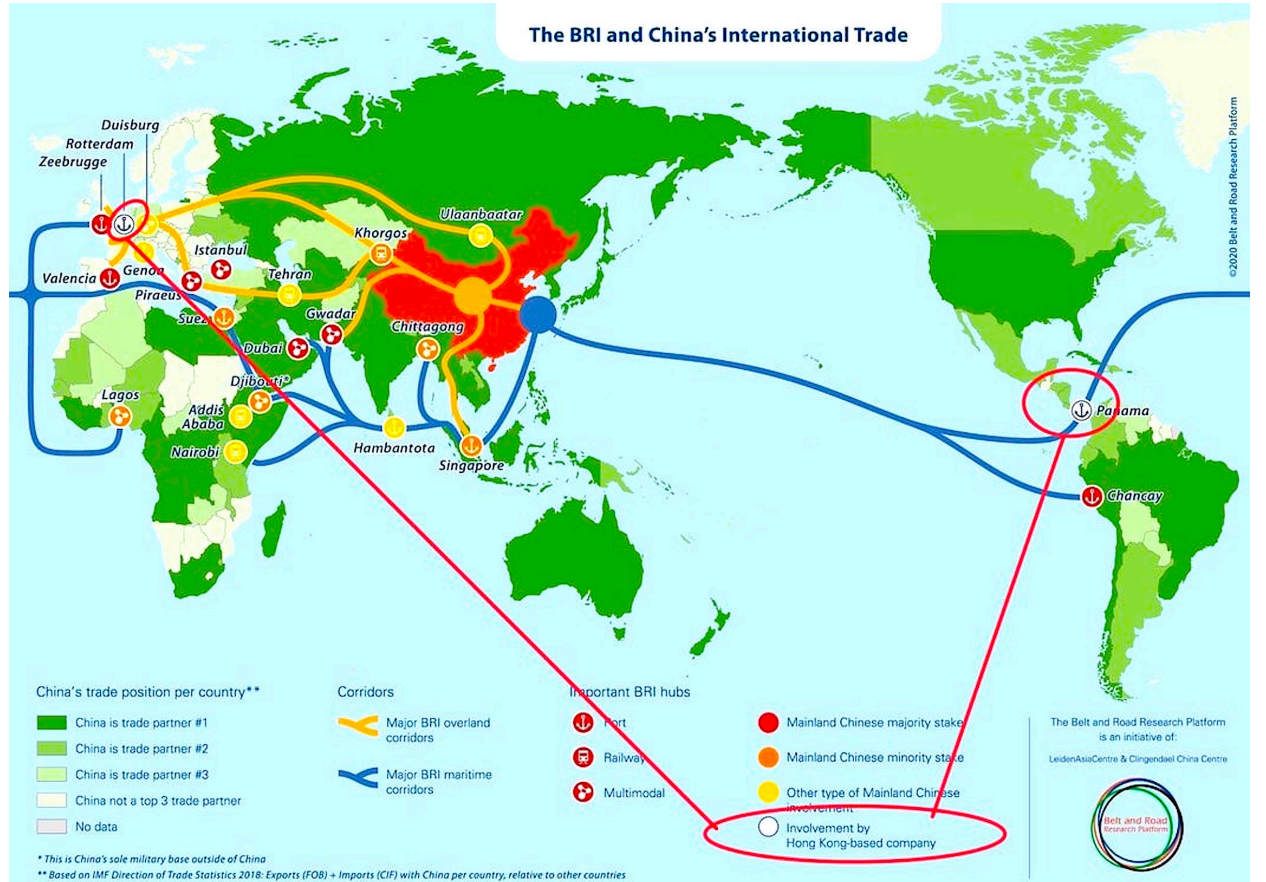 The BRI and China's International Trade
Duisburg
Rotterdam
Zeebrugge
Ulaanbaatar
Khorgos
Istanbul
Tehran
Valencia
Genoa
Piraeus
Suez
Gwadar
Dubai
Chittagong
Djibouti*
Lagos
Addis
Ababa
Nairobi
Hambantota
Singapore
Panama
Chancay
©2020 Belt and Road Research Platform
China's trade position per country**
China is trade partner #1
China is trade partner #2
China is trade partner #3
China not a top 3 trade partner
No data
Corridors
Major BRI overland
corridors
Major BRI maritime
corridors
Important BRI hubs
Port
Railway
Multimodal
Mainland Chinese majority stake
Mainland Chinese minority stake
Other type of Mainland Chinese
involvement
Involvement by
Hong Kong-based company
The Belt and Road Research Platform
is an initiative of:
LeidenAsiaCentre & Clingendael China Centre
Belt and Road
Research Platform
* This is China's sole military base outside of China
** Based on IMF Direction of Trade Statistics 2018: Exports (FOB) + Imports (CIF) with China per country, relative to other countries